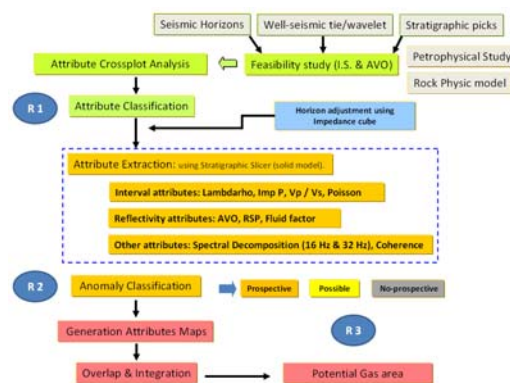 Seismic Horizons
Well-seismic tie/wavelet
Stratigraphic picks
Attribute Crossplot Analysis
Feasibility study (I.S. & AVO)
Petrophysical Study
Rock Physic model
R 1
Attribute Classification
Horizon adjustment using
Impedance cube
Attribute Extraction: using Stratigraphic Slicer (solid model).
Interval attributes: Lambdarho, Imp P, Vp / Vs, Poisson
Reflectivity attributes: AVO, RSP, Fluid factor
Other attributes: Spectral Decomposition (16 Hz & 32 Hz), Coherence
R 2
Anomaly Classification
Prospective
Possible
No-prospective
Generation Attributes Maps
R 3
Overlap & Integration
Potential Gas area